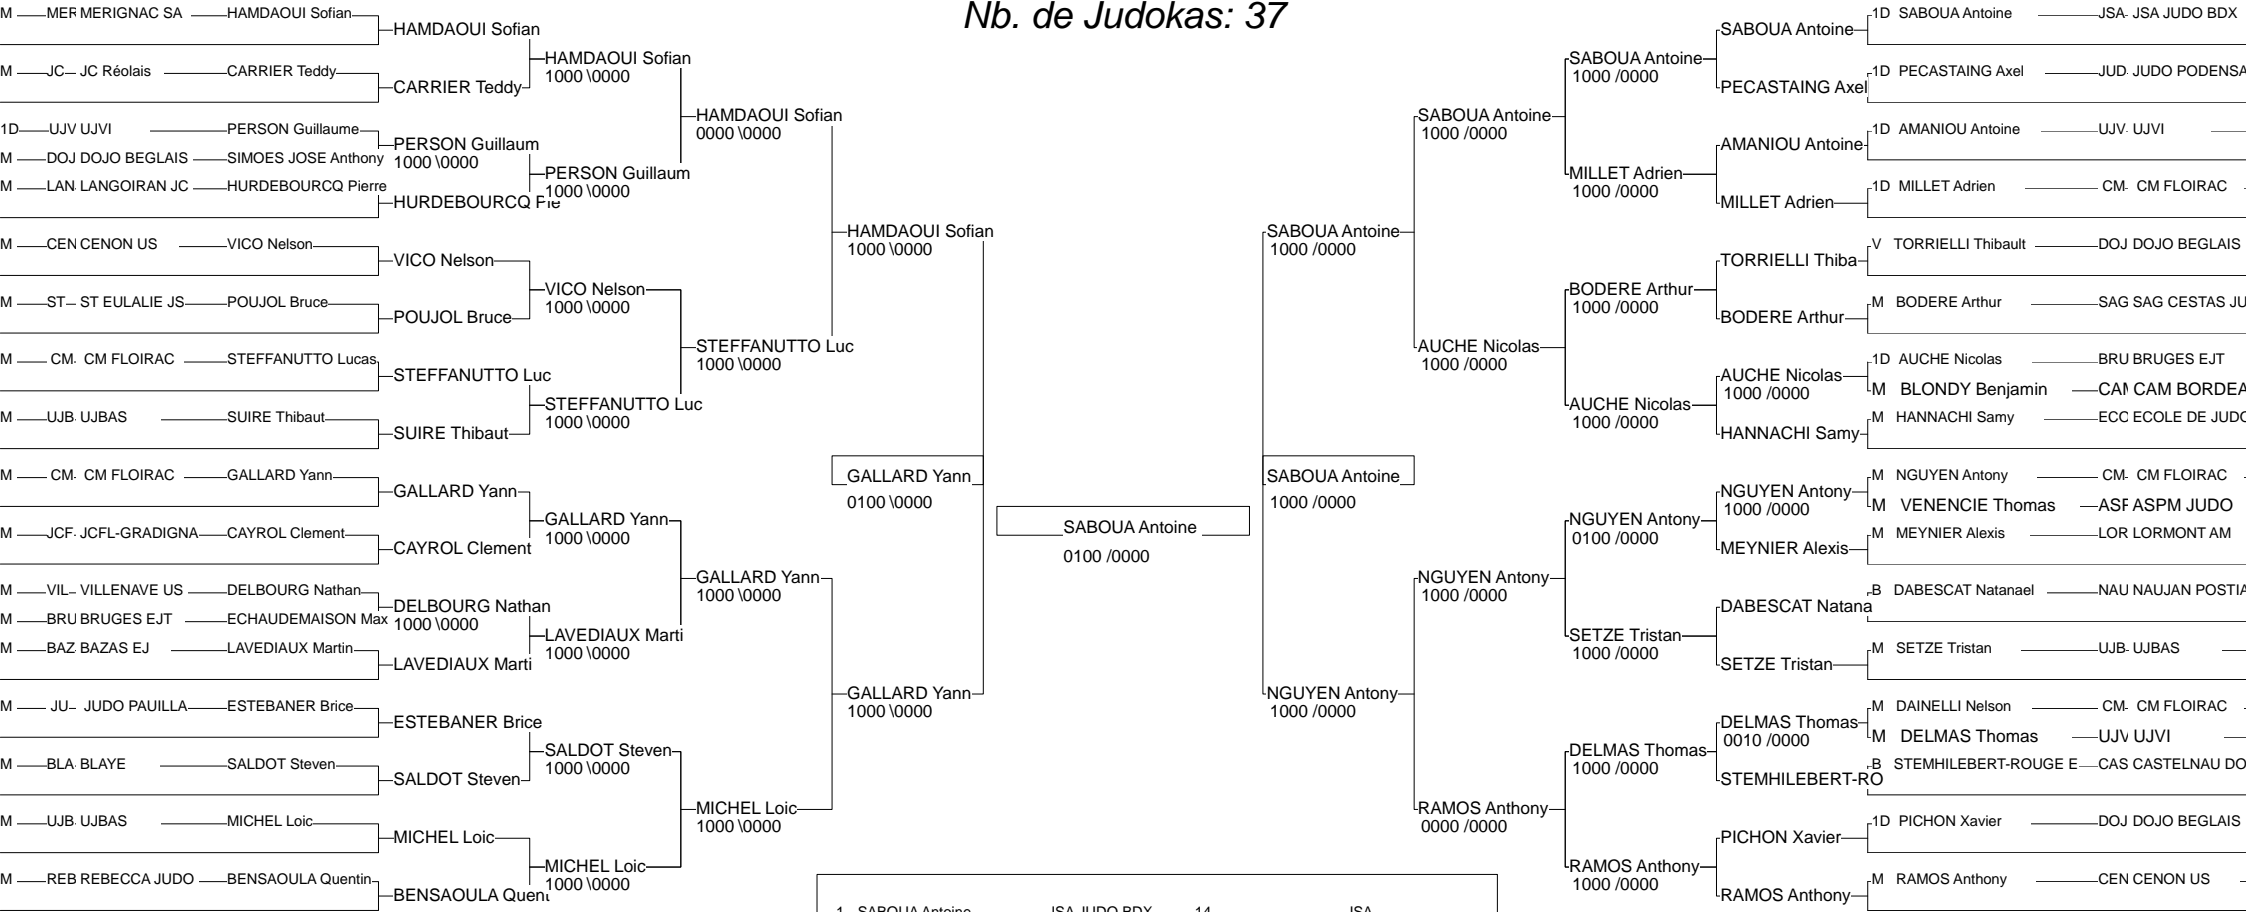 Nb. de Judokas: 37
M MER MERIGNAC SA HAMDAOUI Sofian
HAMDAOUI Sofian
HAMDAOUI Sofian
1000 \0000
M JC JC Réolais CARRIER Teddy
CARRIER Teddy
HAMDAOUI Sofian
0000 \0000
1D UJV UJVI PERSON Guillaume
PERSON Guillaum
1000 \0000
M DOJ DOJO BEGLAIS SIMOES JOSE Anthony
PERSON Guillaum
1000 \0000
M LAN LANGOIRAN JC HURDEBOURCQ Pierre
HURDEBOURCQ Pie
HAMDAOUI Sofian
1000 \0000
M CEN CENON US VICO Nelson
VICO Nelson
VICO Nelson
1000 \0000
M ST ST EULALIE JS POUJOL Bruce
POUJOL Bruce
STEFFANUTTO Luc
1000 \0000
M CM CM FLOIRAC STEFFANUTTO Lucas
STEFFANUTTO Luc
STEFFANUTTO Luc
1000 \0000
M UJB UJBAS SUIRE Thibaut
SUIRE Thibaut
GALLARD Yann
0100 \0000
M CM CM FLOIRAC GALLARD Yann
GALLARD Yann
GALLARD Yann
1000 \0000
M JCF JCFL-GRADIGNA CAYROL Clement
CAYROL Clement
GALLARD Yann
1000 \0000
M VIL VILLENAVE US DELBOURG Nathan
DELBOURG Nathan
1000 \0000
M BRU BRUGES EJT ECHAUDEMAISON Max
LAVEDIAUX Marti
1000 \0000
M BAZ BAZAS EJ LAVEDIAUX Martin
LAVEDIAUX Marti
GALLARD Yann
1000 \0000
M JU JUDO PAUILLA ESTEBANER Brice
ESTEBANER Brice
SALDOT Steven
1000 \0000
M BLA BLAYE SALDOT Steven
SALDOT Steven
MICHEL Loic
1000 \0000
M UJB UJBAS MICHEL Loic
MICHEL Loic
MICHEL Loic
1000 \0000
M REB REBECCA JUDO BENSAOULA Quentin
BENSAOULA Quent
SABOUA Antoine
0100 /0000
1D SABOUA Antoine JSA JSA JUDO BDX
SABOUA Antoine
SABOUA Antoine
1000 /0000
1D PECASTAING Axel JUD JUDO PODENSA
PECASTAING Axel
SABOUA Antoine
1000 /0000
1D AMANIOU Antoine UJV UJVI
AMANIOU Antoine
MILLET Adrien
1000 /0000
1D MILLET Adrien CM CM FLOIRAC
MILLET Adrien
SABOUA Antoine
1000 /0000
V TORRIELLI Thibault DOJ DOJO BEGLAIS
TORRIELLI Thiba
BODERE Arthur
1000 /0000
M BODERE Arthur SAG SAG CESTAS JU
BODERE Arthur
AUCHE Nicolas
1000 /0000
1D AUCHE Nicolas BRU BRUGES EJT
AUCHE Nicolas
1000 /0000
M BLONDY Benjamin CAM CAM BORDEA
AUCHE Nicolas
1000 /0000
M HANNACHI Samy ECO ECOLE DE JUDO
HANNACHI Samy
SABOUA Antoine
1000 /0000
M NGUYEN Antony CM CM FLOIRAC
NGUYEN Antony
1000 /0000
M VENENCIE Thomas ASP ASPM JUDO
NGUYEN Antony
0100 /0000
M MEYNIER Alexis LOR LORMONT AM
MEYNIER Alexis
NGUYEN Antony
1000 /0000
B DABESCAT Natanael NAU NAUJAN POSTIA
DABESCAT Natana
SETZE Tristan
1000 /0000
M SETZE Tristan UJB UJBAS
SETZE Tristan
NGUYEN Antony
1000 /0000
M DAINELLI Nelson CM CM FLOIRAC
DELMAS Thomas
0010 /0000
M DELMAS Thomas UJV UJVI
DELMAS Thomas
1000 /0000
B STEMHILEBERT-ROUGE E CAS CASTELNAU DO
STEMHILEBERT-RO
RAMOS Anthony
0000 /0000
1D PICHON Xavier DOJ DOJO BEGLAIS
PICHON Xavier
RAMOS Anthony
1000 /0000
M RAMOS Anthony CEN CENON US
RAMOS Anthony
1 SABOUA Antoine JSA JUDO BDX 14 JSA